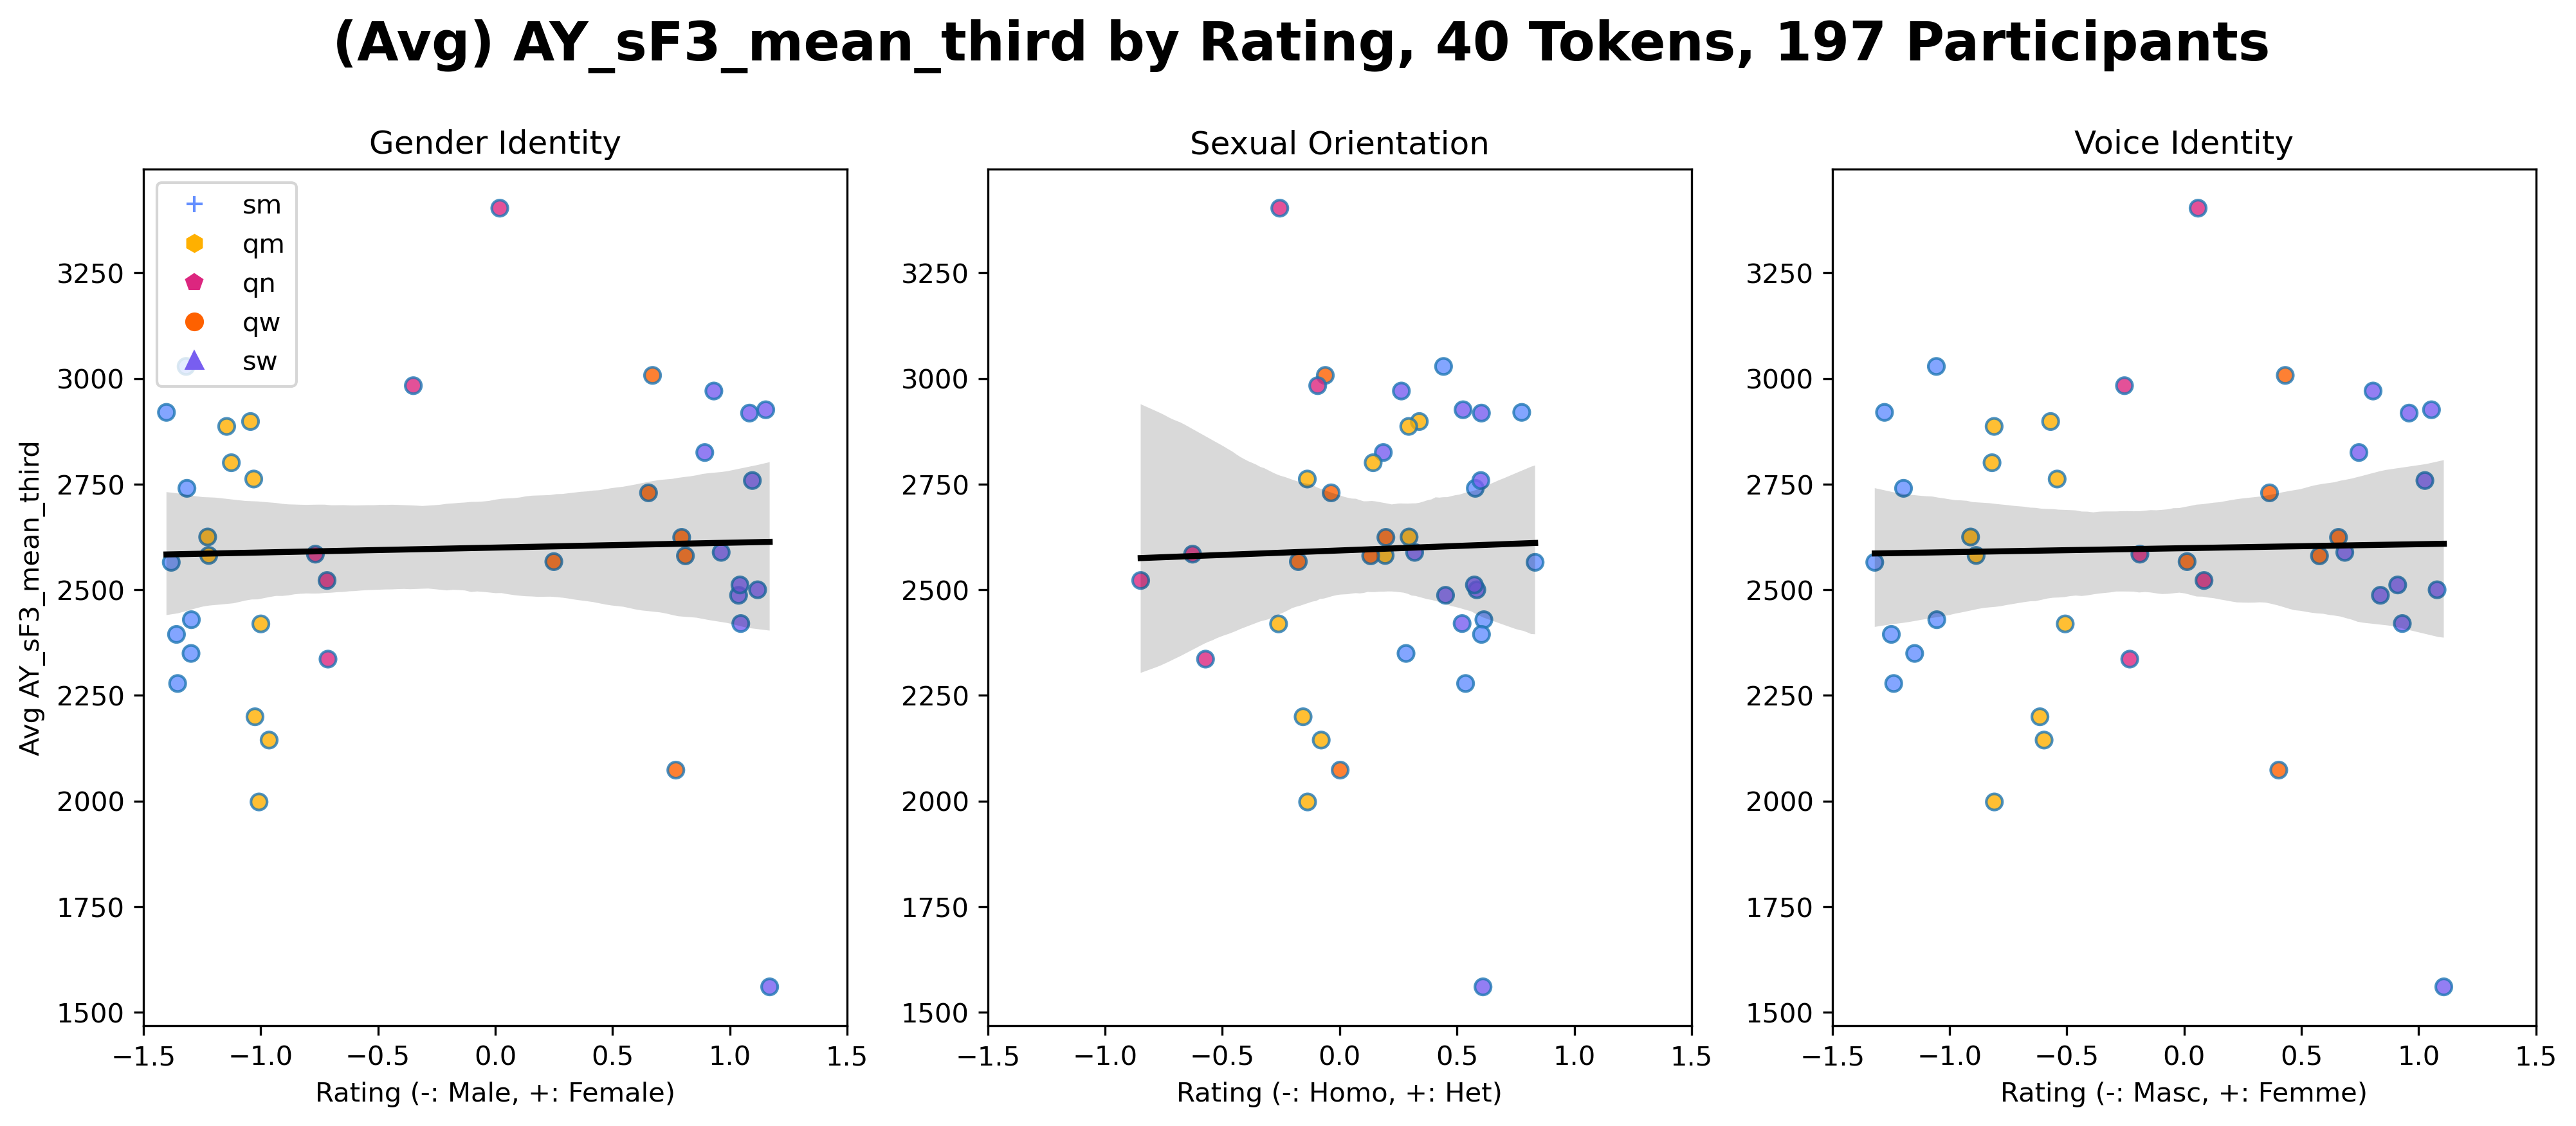 (Avg) AY_sF3_mean_third by Rating, 40 Tokens, 197 Participants
Gender Identity
sm
qm
qn
qw
sw
Avg AY_sF3_mean_third
3250
3000
2750
2500
2250
2000
1750
1500
−1.5 −1.0 −0.5 0.0 0.5 1.0 1.5
Rating (-: Male, +: Female)
Sexual Orientation
3250
3000
2750
2500
2250
2000
1750
1500
−1.5 −1.0 −0.5 0.0 0.5 1.0 1.5
Rating (-: Homo, +: Het)
Voice Identity
3250
3000
2750
2500
2250
2000
1750
1500
−1.5 −1.0 −0.5 0.0 0.5 1.0 1.5
Rating (-: Masc, +: Femme)